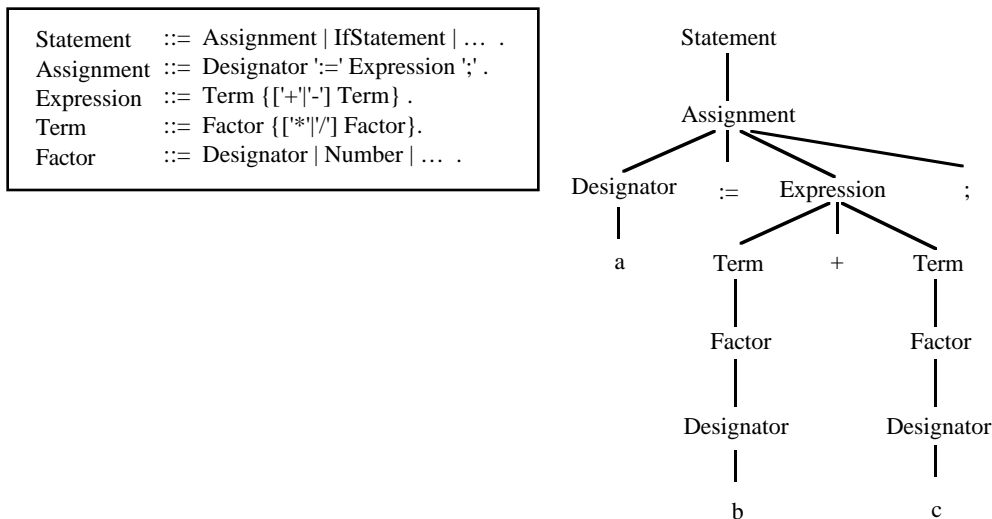 Statement ::= Assignment | IfStatement | … .
Assignment ::= Designator ':=' Expression ';' .
Expression ::= Term {['+'|'-'] Term} .
Term ::= Factor {['*'|'/'] Factor}.
Factor ::= Designator | Number | … .
Statement
Assignment
Designator := Expression ;
a Term + Term
Factor Factor
Designator Designator
b c